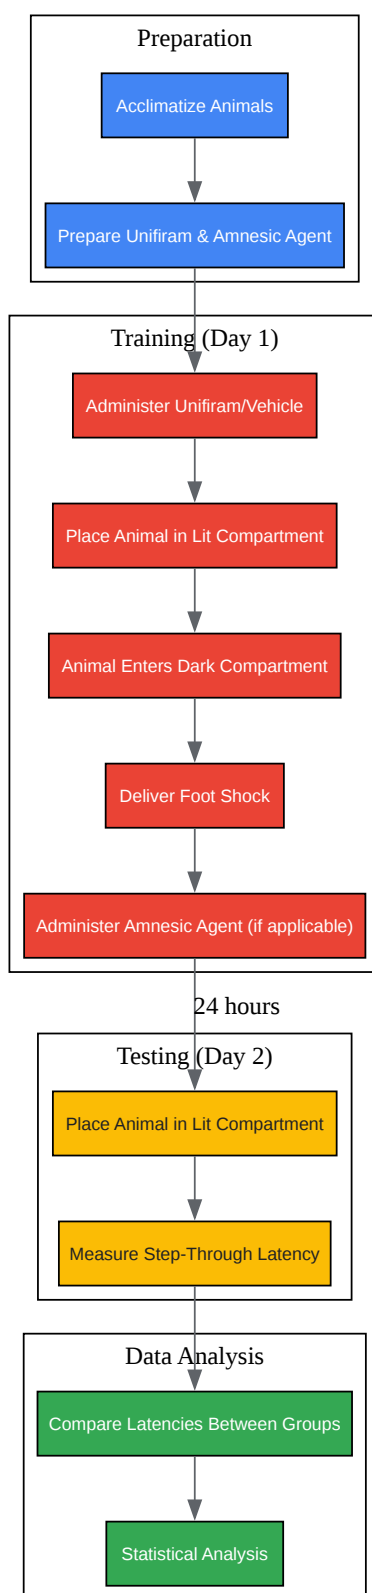 Preparation
Acclimatize Animals
Prepare Unifiram & Amnesic Agent
Training (Day 1)
Administer Unifiram/Vehicle
Place Animal in Lit Compartment
Animal Enters Dark Compartment
Deliver Foot Shock
Administer Amnesic Agent (if applicable)
24 hours
Testing (Day 2)
Place Animal in Lit Compartment
Measure Step-Through Latency
Data Analysis
Compare Latencies Between Groups
Statistical Analysis